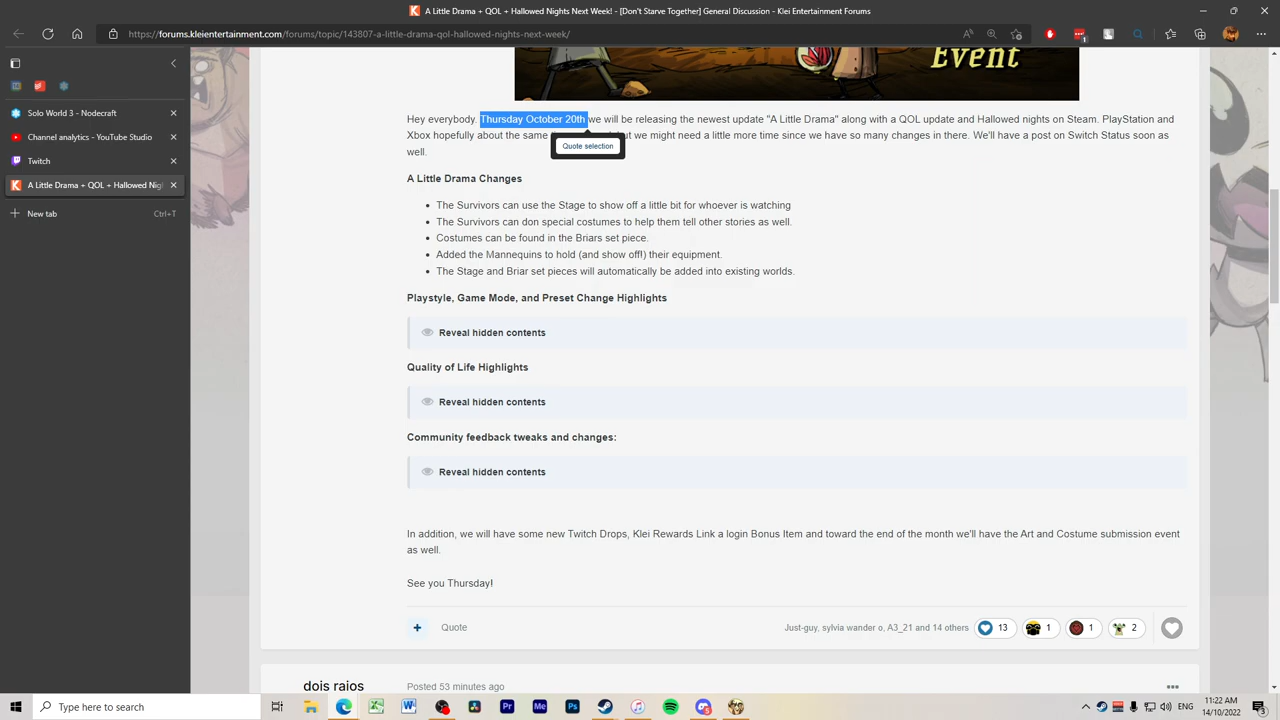 A Little Drama + QOL + Hallowed Nights! - [Don't Starve Together] General Discussion - Klei Entertainment Forums
https://forums.kleientertainment.com/forums/topic/143807-a-little-drama-qol-hallowed-nights-next-week/
Solo World 3 - Nodecraft
Channel analytics - YouTube Studio
Twitch
A Little Drama + QOL + Hallowed Nig
New tab
Ctrl+T
Event
Hey everybody. Thursday October 20th we will be releasing the newest update "A Little Drama" along with a QOL update and Hallowed nights on Steam. PlayStation and
Xbox hopefully about the same but we might need a little more time since we have so many changes in there. We'll have a post on Switch Status soon as
well.
Quote selection
A Little Drama Changes
The Survivors can use the Stage to show off a little bit for whoever is watching
The Survivors can don special costumes to help them tell other stories as well.
Costumes can be found in the Briars set piece.
Added the Mannequins to hold (and show off!) their equipment.
The Stage and Briar set pieces will automatically be added into existing worlds.
Playstyle, Game Mode, and Preset Change Highlights
Reveal hidden contents
Quality of Life Highlights
Reveal hidden contents
Community feedback tweaks and changes:
Reveal hidden contents
In addition, we will have some new Twitch Drops, Klei Rewards Link a login Bonus Item and toward the end of the month we'll have the Art and Costume submission event
as well.
See you Thursday!
+ Quote
Just-guy, sylvia wander o, A3_21 and 14 others 13 1 1 2
dois raios
Posted 53 minutes ago
Type here to search
11:22 AM
14/10/2022